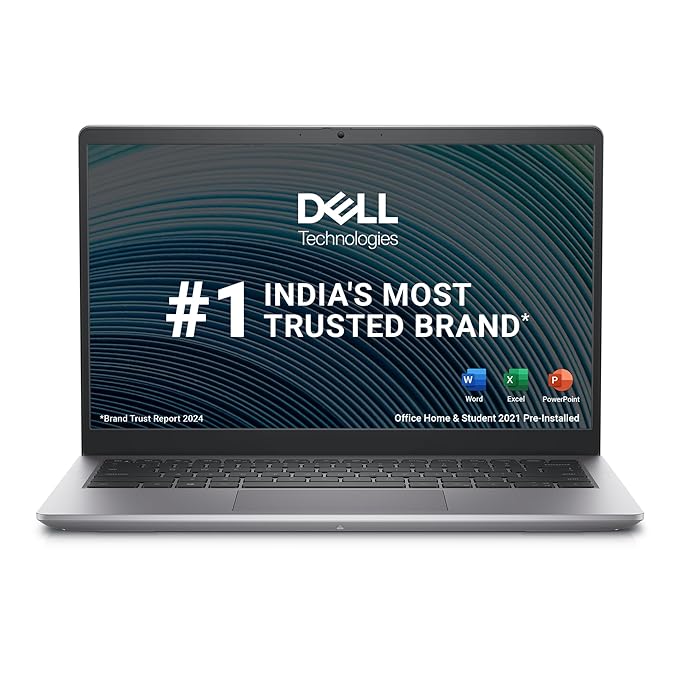 DELL
Technologies
#1 INDIA'S MOST
TRUSTED BRAND*
W X P
Word Excel PowerPoint
*Brand Trust Report 2024
Office Home & Student 2021 Pre-Installed